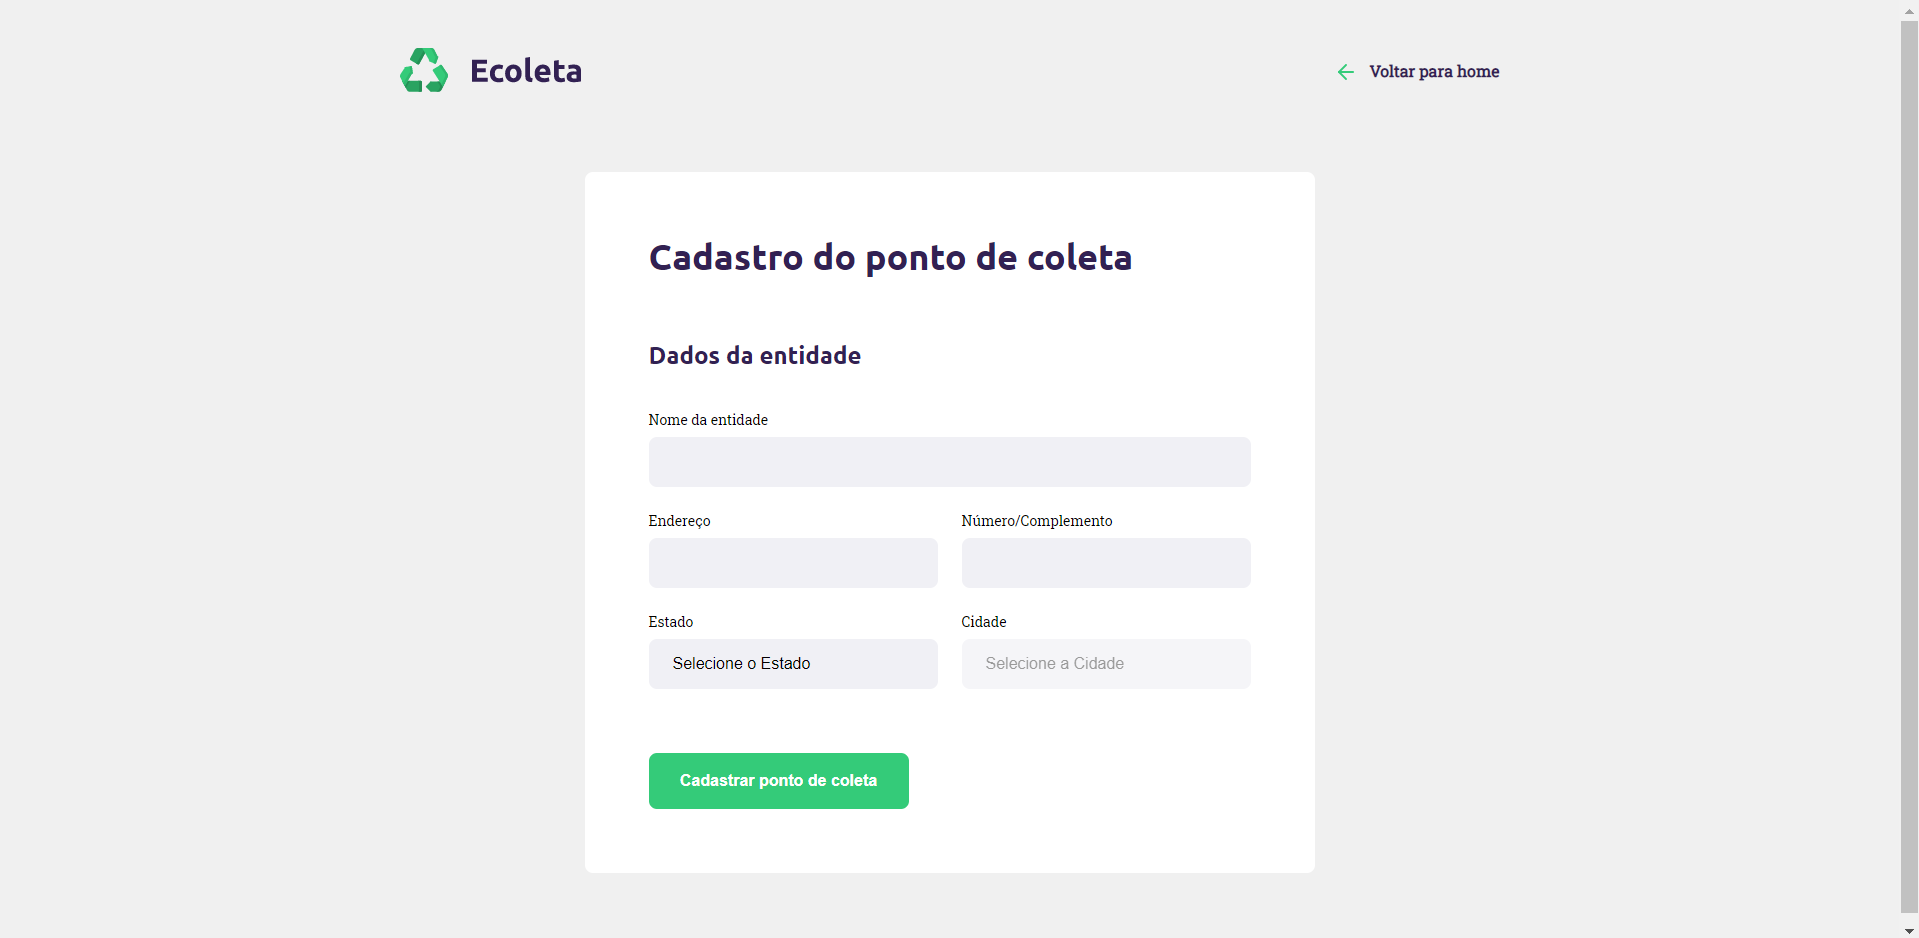 Ecoleta
Voltar para home
Cadastro do ponto de coleta
Dados da entidade
Nome da entidade
Endereço
Número/Complemento
Estado
Cidade
Selecione o Estado
Selecione a Cidade
Cadastrar ponto de coleta